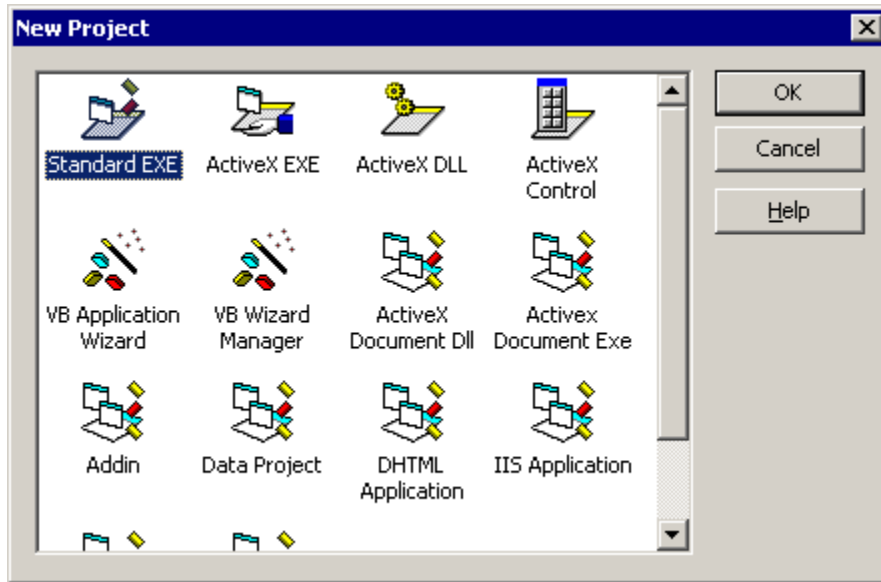 New Project
Standard EXE
ActiveX EXE
ActiveX DLL
ActiveX
Control
VB Application
Wizard
VB Wizard
Manager
ActiveX
Document Dll
Activex
Document Exe
Addin
Data Project
DHTML
Application
IIS Application
OK
Cancel
Help